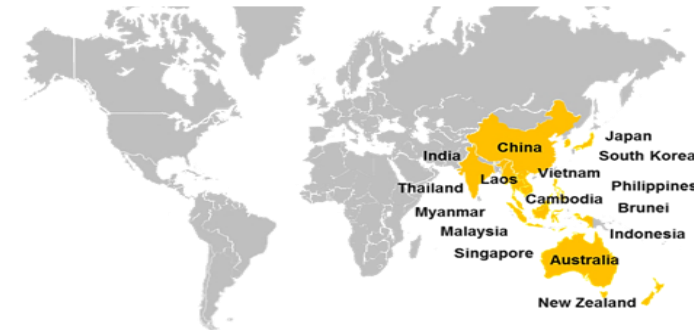 Japan
China
South Korea
India
Vietnam
Laos
Thailand
Philippines
Cambodia
Brunei
Myanmar
Malaysia
Indonesia
Singapore
Australia
New Zealand